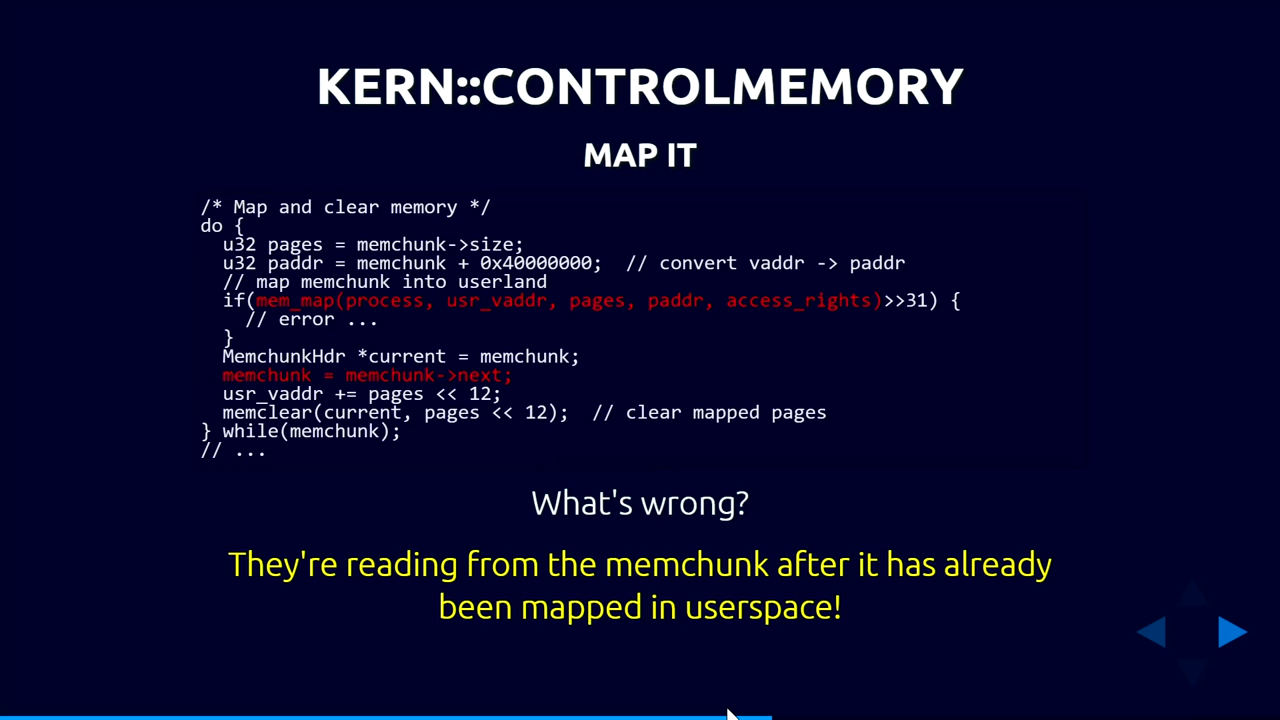 KERN::CONTROLMEMORY
MAP IT
/* Map and clear memory */
do {
  u32 pages = memchunk->size;
  u32 paddr = memchunk + 0x40000000;  // convert vaddr -> paddr
  // map memchunk into userland
  if(mem_map(process, usr_vaddr, pages, paddr, access_rights)>>31) {
    // error ...
  }
  MemchunkHdr *current = memchunk;
  memchunk = memchunk->next;
  usr_vaddr += pages << 12;
  memclear(current, pages << 12);  // clear mapped pages
} while(memchunk);
// ...
What's wrong?
They're reading from the memchunk after it has already
been mapped in userspace!